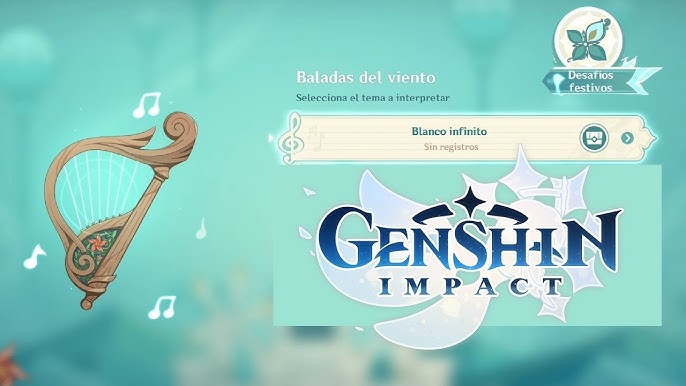 Desafíos
festivos
Baladas del viento
Selecciona el tema a interpretar
Blanco infinito
Sin registros
GENSHIN
IMPACT